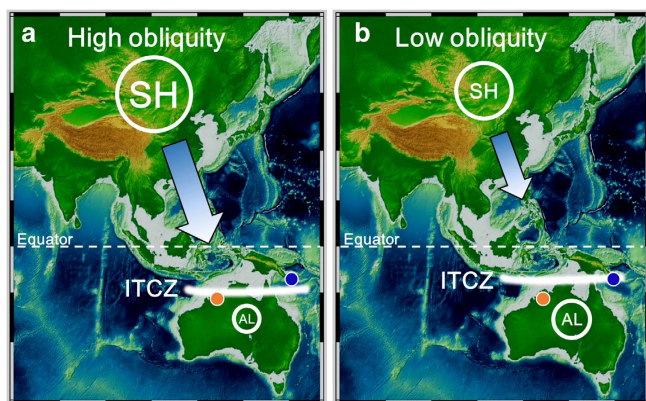 a
High obliquity
SH
Equator
ITCZ
AL
b
Low obliquity
SH
Equator
ITCZ
AL